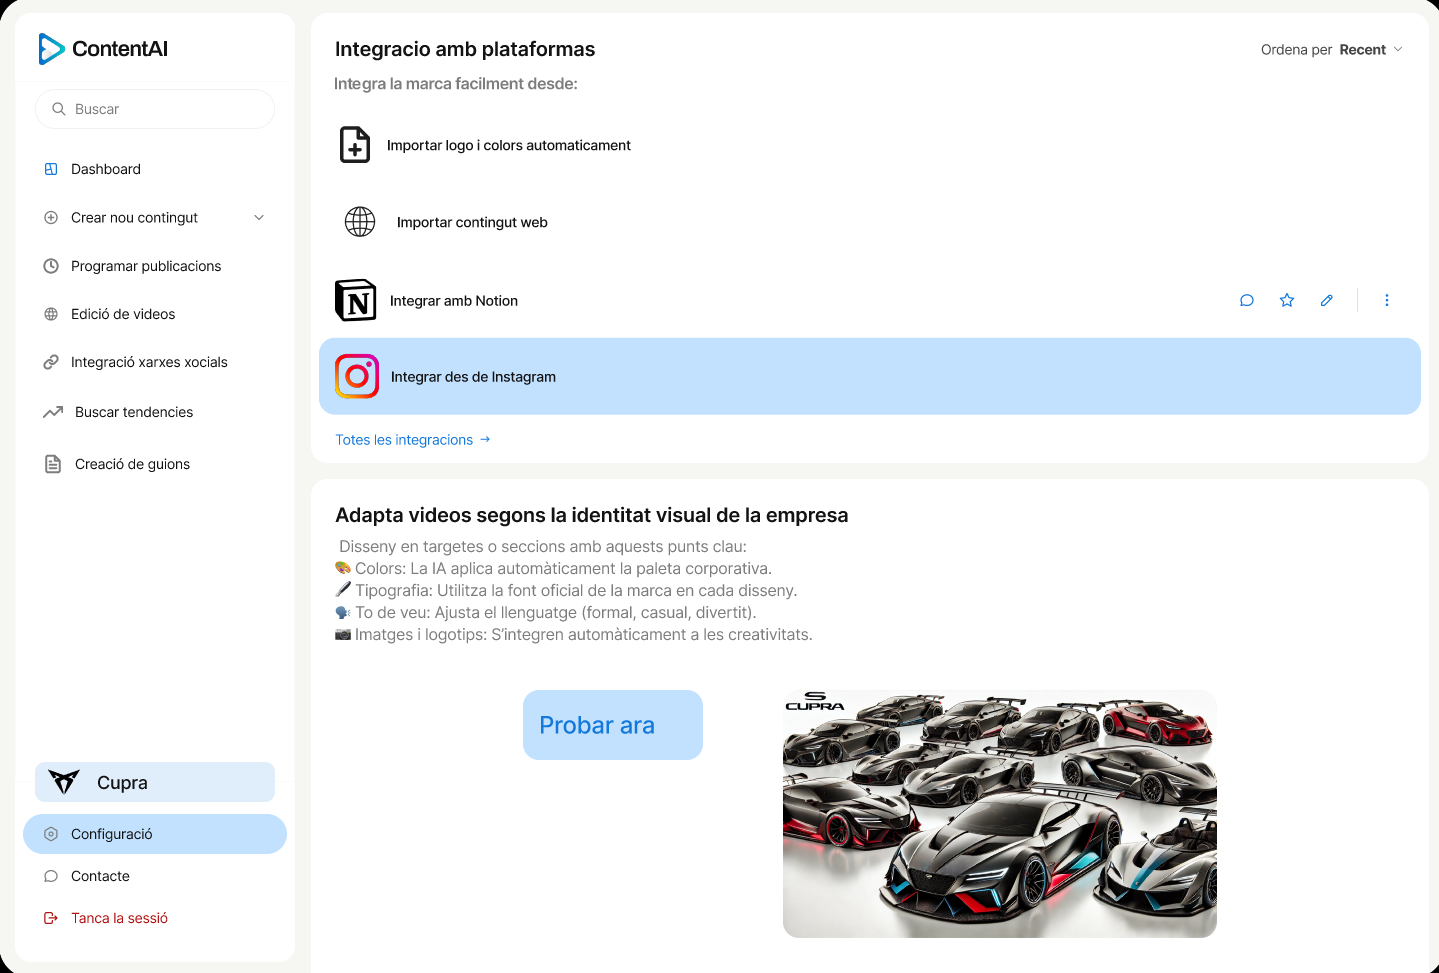 ContentAI
Buscar
Dashboard
Crear nou contingut
Programar publicacions
Edició de videos
Integració xarxes xocials
Buscar tendencies
Creació de guions
Cupra
Configuració
Contacte
Tanca la sessió
Integracio amb plataformas
Ordena per Recent
Integra la marca facilment desde:
Importar logo i colors automaticament
Importar contingut web
N
Integrar amb Notion
Integrar des de Instagram
Totes les integracions →
Adapta videos segons la identitat visual de la empresa
Disseny en targetes o seccions amb aquests punts clau:
🎨 Colors: La IA aplica automàticament la paleta corporativa.
🖋️ Tipografia: Utilitza la font oficial de la marca en cada disseny.
🗣️ To de veu: Ajusta el llenguatge (formal, casual, divertit).
📷 Imatges i logotips: S’integren automàticament a les creativitats.
Probar ara
CUPRA